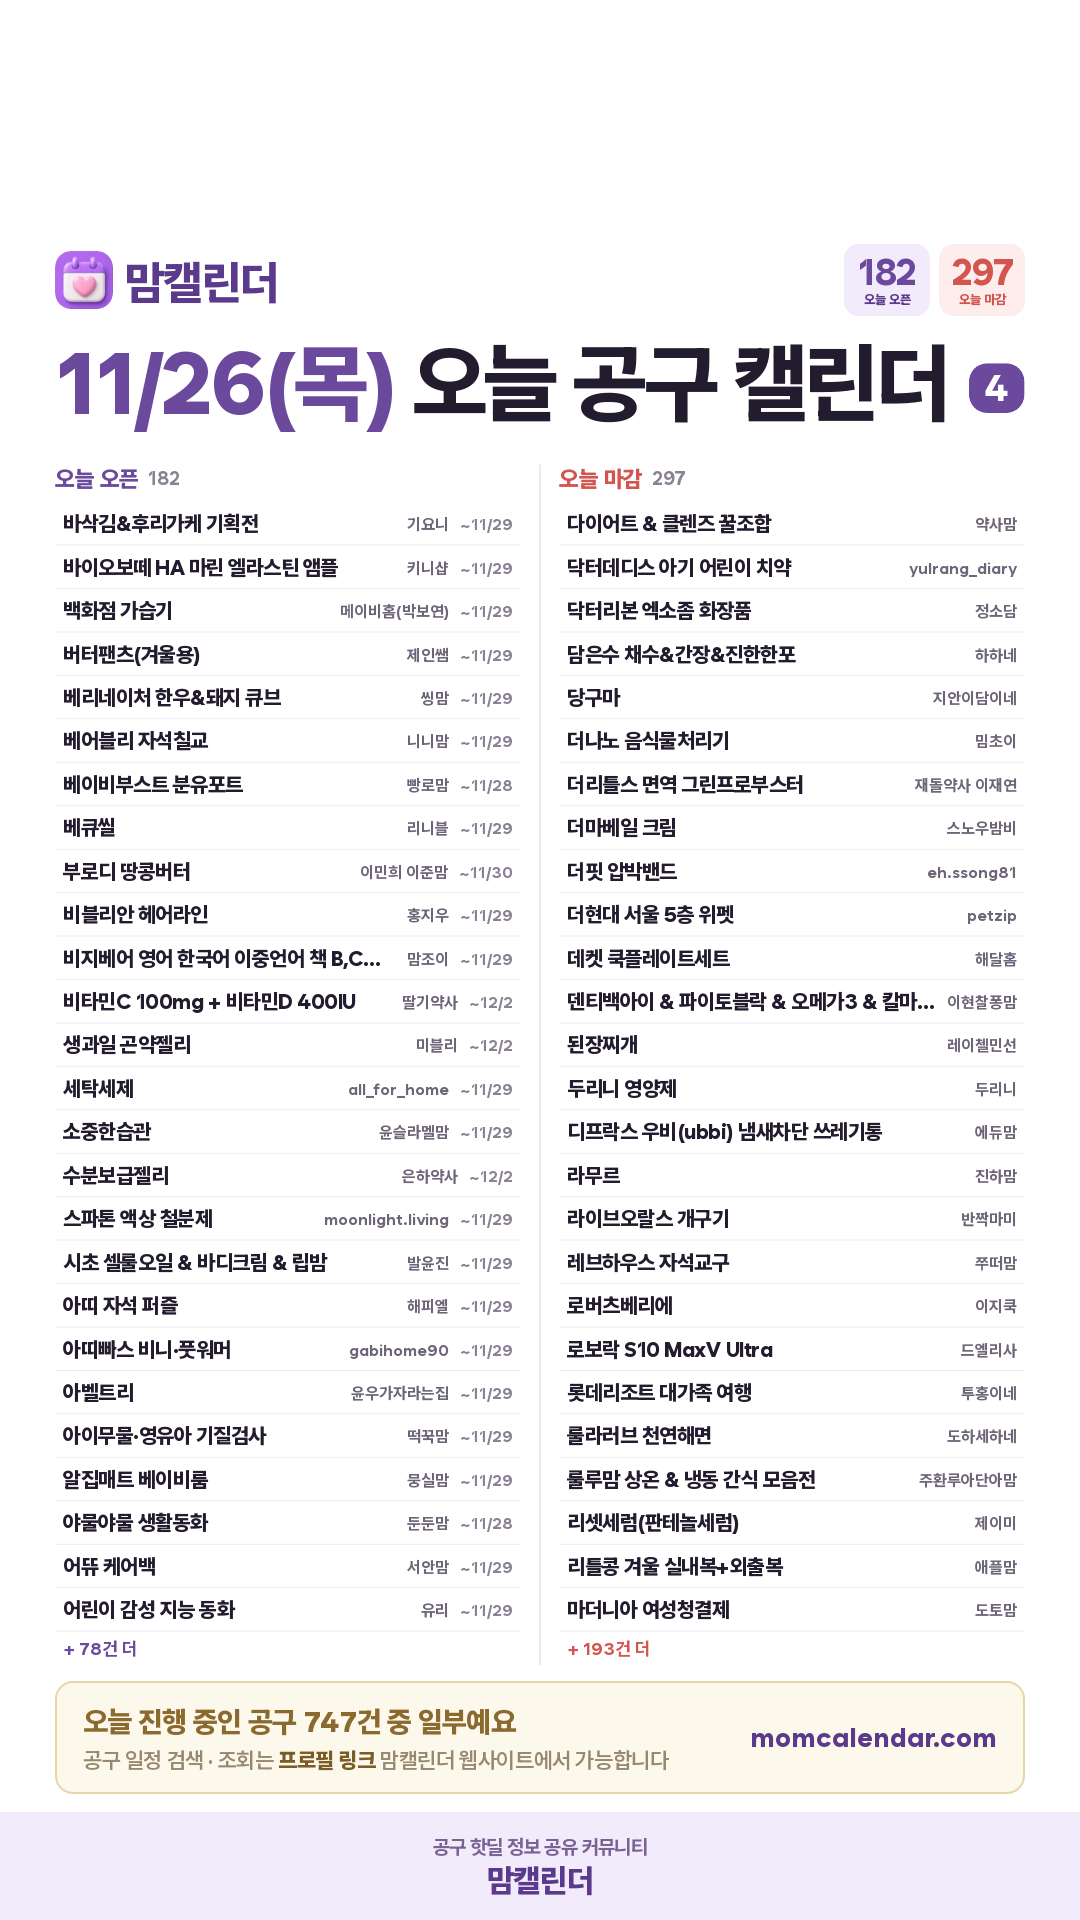 맘캘린더
182
오늘 오픈
297
오늘 마감
11/26(목) 오늘 공구 캘린더 4
오늘 오픈 182
바삭김&후리가케 기획전 기요니 ~11/29
바이오보떼 HA 마린 엘라스틴 앰플 키니샵 ~11/29
백화점 가습기 메이비홈(박보연) ~11/29
버터팬츠(겨울용) 제인쌤 ~11/29
베리네이처 한우&돼지 큐브 씽맘 ~11/29
베어블리 자석칠교 니니맘 ~11/29
베이비부스트 분유포트 빵로맘 ~11/28
베큐씰 리니블 ~11/29
부로디 땅콩버터 이민희 이준맘 ~11/30
비블리안 헤어라인 홍지우 ~11/29
비지베어 영어 한국어 이중언어 책 B,C... 맘조이 ~11/29
비타민C 100mg + 비타민D 400IU 딸기약사 ~12/2
생과일 곤약젤리 미블리 ~12/2
세탁세제 all_for_home ~11/29
소중한습관 윤슬라멜맘 ~11/29
수분보급젤리 은하약사 ~12/2
스파톤 액상 철분제 moonlight.living ~11/29
시초 셀룰오일 & 바디크림 & 립밤 발윤진 ~11/29
아띠 자석 퍼즐 해피엘 ~11/29
아띠빠스 비니·풋워머 gabihome90 ~11/29
아벨트리 윤우가자라는집 ~11/29
아이무물·영유아 기질검사 떡꾹맘 ~11/29
알집매트 베이비룸 뭉실맘 ~11/29
야물야물 생활동화 둔둔맘 ~11/28
어뜌 케어백 서안맘 ~11/29
어린이 감성 지능 동화 유리 ~11/29
+ 78건 더
오늘 마감 297
다이어트 & 클렌즈 꿀조합 약사맘
닥터데디스 아기 어린이 치약 yulrang_diary
닥터리본 엑소좀 화장품 정소담
담은수 채수&간장&진한한포 하하네
당구마 지안이담이네
더나노 음식물처리기 밈초이
더리틀스 면역 그린프로부스터 재돌약사 이재연
더마베일 크림 스노우밤비
더핏 압박밴드 eh.ssong81
더현대 서울 5층 위펫 petzip
데켓 쿡플레이트세트 해달홈
덴티백아이 & 파이토블락 & 오메가3 & 칼마... 이현찰퐁맘
된장찌개 레이첼민선
두리니 영양제 두리니
디프락스 우비(ubbi) 냄새차단 쓰레기통 에듀맘
라무르 진하맘
라이브오랄스 개구기 반짝마미
레브하우스 자석교구 쭈떠맘
로버츠베리에 이지쿡
로보락 S10 MaxV Ultra 드엘리사
롯데리조트 대가족 여행 투홍이네
룰라러브 천연해면 도하세하네
룰루맘 상온 & 냉동 간식 모음전 주환루아단아맘
리셋세럼(판테놀세럼) 제이미
리틀콩 겨울 실내복+외출복 애플맘
마더니아 여성청결제 도토맘
+ 193건 더
오늘 진행 중인 공구 747건 중 일부예요
공구 일정 검색 · 조회는 프로필 링크 맘캘린더 웹사이트에서 가능합니다
momcalendar.com
공구 핫딜 정보 공유 커뮤니티
맘캘린더